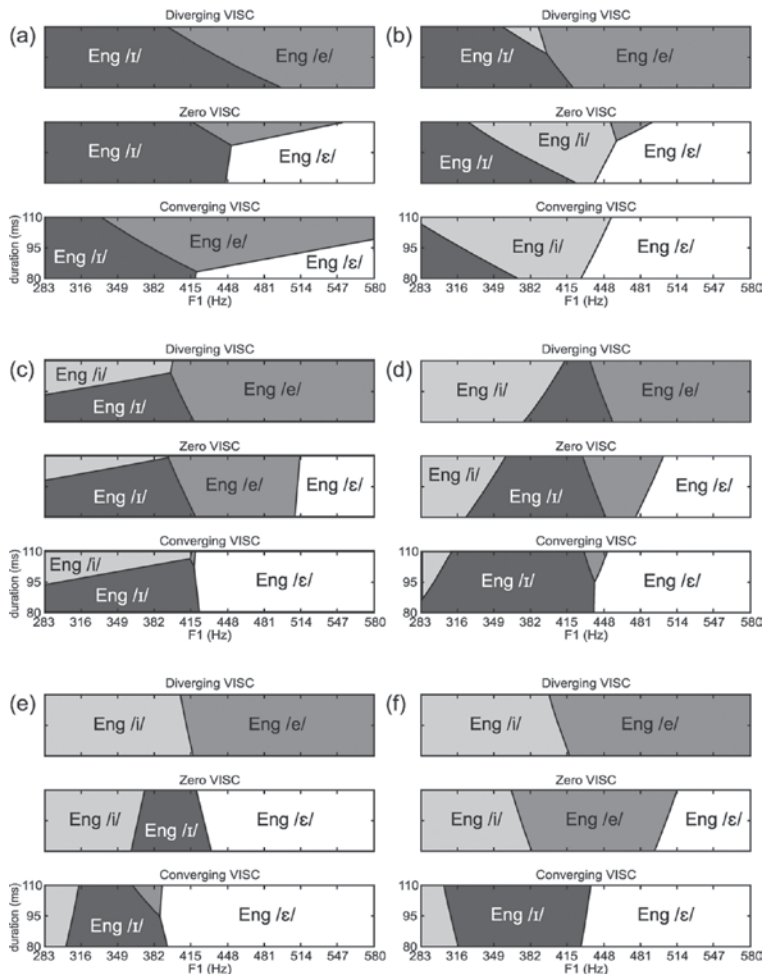 (a) Diverging VISC
Eng /ɪ/ Eng /e/
Zero VISC
Eng /ɪ/ Eng /ɛ/
Converging VISC
Eng /ɪ/ Eng /e/ Eng /ɛ/
duration (ms)
110
95
80
283 316 349 382 415 448 481 514 547 580
F1 (Hz)
(b) Diverging VISC
Eng /ɪ/ Eng /e/
Zero VISC
Eng /ɪ/ Eng /i/ Eng /ɛ/
Converging VISC
Eng /i/ Eng /ɛ/
110
95
80
283 316 349 382 415 448 481 514 547 580
F1 (Hz)
(c) Diverging VISC
Eng /i/
Eng /ɪ/ Eng /e/
Zero VISC
Eng /ɪ/ Eng /e/ Eng /ɛ/
Converging VISC
Eng /i/
Eng /ɪ/ Eng /ɛ/
duration (ms)
110
95
80
283 316 349 382 415 448 481 514 547 580
F1 (Hz)
(d) Diverging VISC
Eng /i/ Eng /e/
Zero VISC
Eng /i/ Eng /ɪ/ Eng /e/ Eng /ɛ/
Converging VISC
Eng /ɪ/ Eng /ɛ/
110
95
80
283 316 349 382 415 448 481 514 547 580
F1 (Hz)
(e) Diverging VISC
Eng /i/ Eng /e/
Zero VISC
Eng /i/ Eng /ɪ/ Eng /ɛ/
Converging VISC
Eng /ɪ/ Eng /ɛ/
duration (ms)
110
95
80
283 316 349 382 415 448 481 514 547 580
F1 (Hz)
(f) Diverging VISC
Eng /i/ Eng /e/
Zero VISC
Eng /i/ Eng /e/ Eng /ɛ/
Converging VISC
Eng /ɪ/ Eng /ɛ/
110
95
80
283 316 349 382 415 448 481 514 547 580
F1 (Hz)